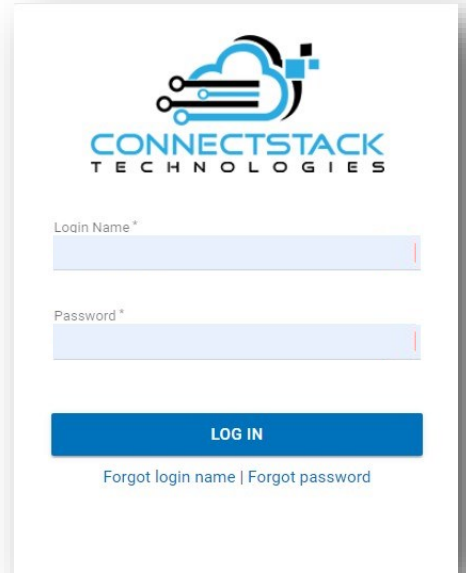 CONNECTSTACK
TECHNOLOGIES
Login Name *
Password *
LOG IN
Forgot login name | Forgot password